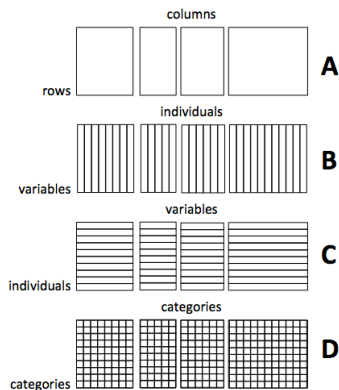 columns
A
rows
individuals
B
variables
variables
C
individuals
categories
D
categories